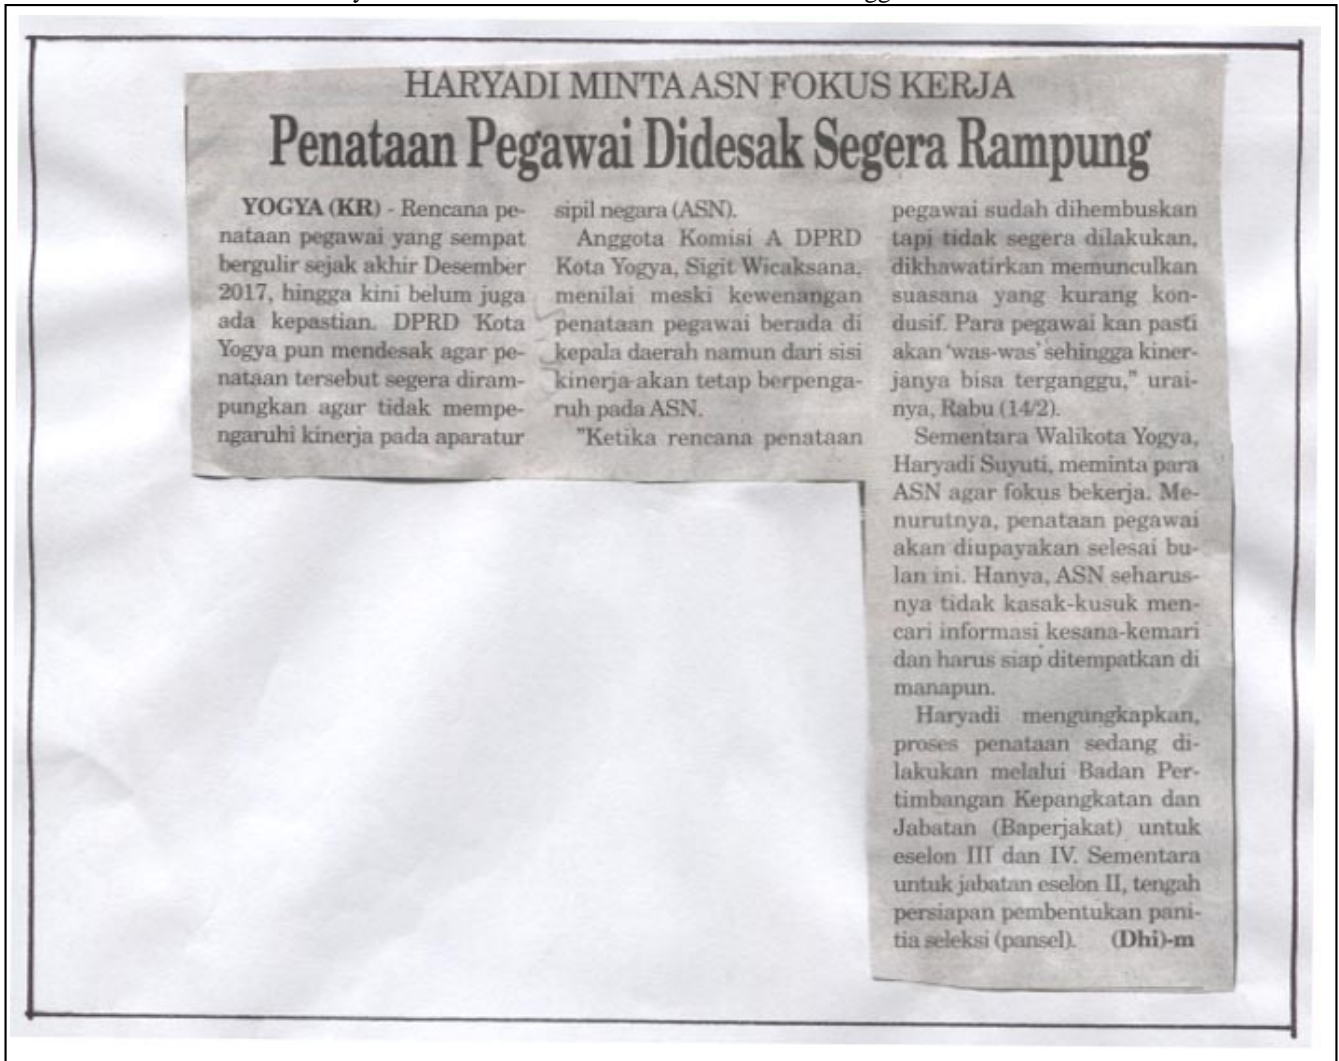 HARYADI MINTA ASN FOKUS KERJA
Penataan Pegawai Didesak Segera Rampung
YOGYA (KR) - Rencana pe-
nataan pegawai yang sempat
bergulir sejak akhir Desember
2017, hingga kini belum juga
ada kepastian. DPRD Kota
Yogya pun mendesak agar pe-
nataan tersebut segera diram-
pungkan agar tidak mempe-
ngaruhi kinerja pada aparatur
sipil negara (ASN).
Anggota Komisi A DPRD
Kota Yogya, Sigit Wicaksana,
menilai meski kewenangan
penataan pegawai berada di
kepala daerah namun dari sisi
kinerja akan tetap berpenga-
ruh pada ASN.
"Ketika rencana penataan
pegawai sudah dihembuskan
tapi tidak segera dilakukan,
dikhawatirkan memunculkan
suasana yang kurang kon-
dusif. Para pegawai kan pasti
akan 'was-was' sehingga kiner-
janya bisa terganggu," urai-
nya, Rabu (14/2).
Sementara Walikota Yogya,
Haryadi Suyuti, meminta para
ASN agar fokus bekerja. Me-
nurutnya, penataan pegawai
akan diupayakan selesai bu-
lan ini. Hanya, ASN seharus-
nya tidak kasak-kusuk men-
cari informasi kesana-kemari
dan harus siap ditempatkan di
manapun.
Haryadi mengungkapkan,
proses penataan sedang di-
lakukan melalui Badan Per-
timbangan Kepangkatan dan
Jabatan (Baperjakat) untuk
eselon III dan IV. Sementara
untuk jabatan eselon II, tengah
persiapan pembentukan pani-
tia seleksi (pansel). (Dhi)-m